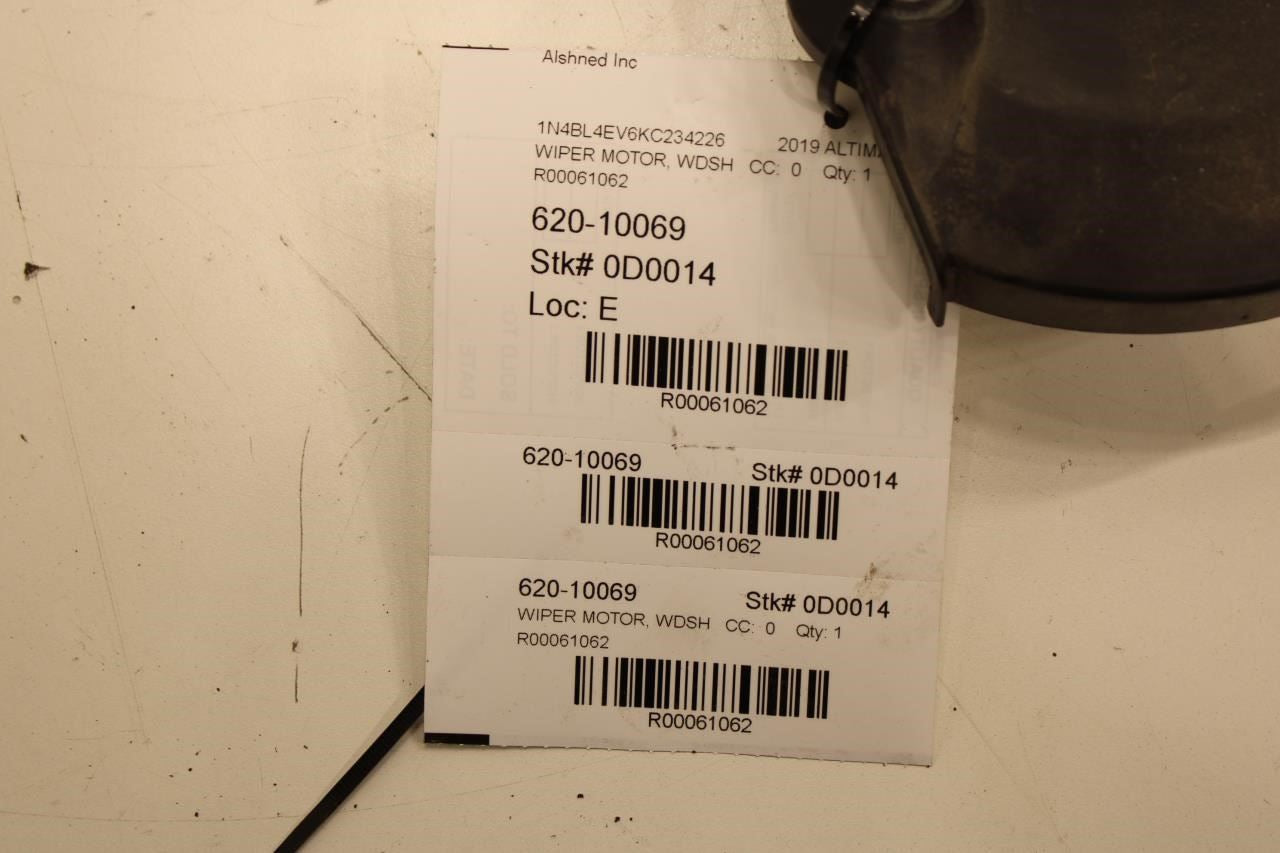 Alshned Inc
1N4BL4EV6KC234226 2019 ALTIMA
WIPER MOTOR, WDSH CC: 0 Qty: 1
R00061062
620-10069
Stk# 0D0014
Loc: E
R00061062
620-10069 Stk# 0D0014
R00061062
620-10069 Stk# 0D0014
WIPER MOTOR, WDSH CC: 0 Qty: 1
R00061062
R00061062